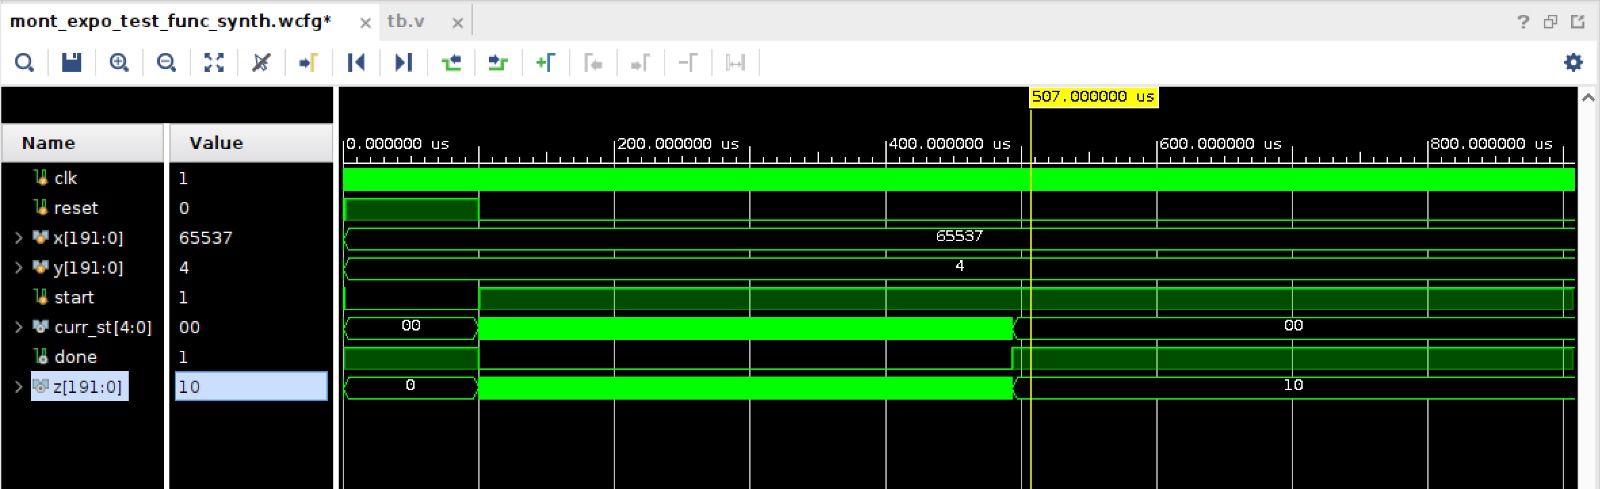 mont_expo_test_func_synth.wcfg* × tb.v ×
?
507.000000 us
Name Value
0.000000 us 200.000000 us 400.000000 us 600.000000 us 800.000000 us
clk 1
reset 0
x[191:0] 65537 65537
y[191:0] 4 4
start 1
curr_st[4:0] 00 00 00
done 1
z[191:0] 10 0 10